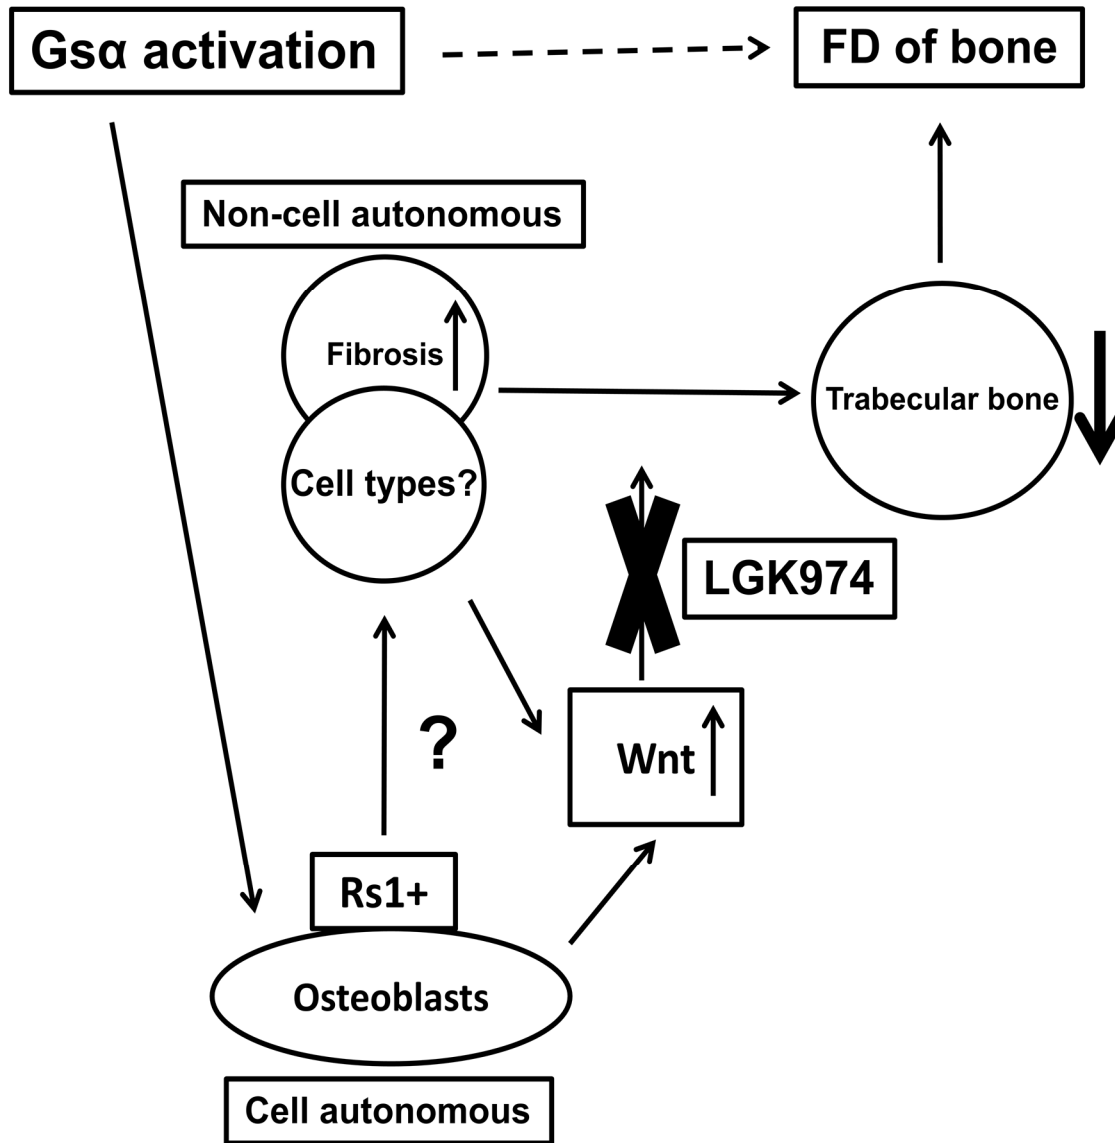 Gsα activation
FD of bone
Non-cell autonomous
Fibrosis
Trabecular bone
Cell types?
LGK974
?
Wnt
Rs1+
Osteoblasts
Cell autonomous